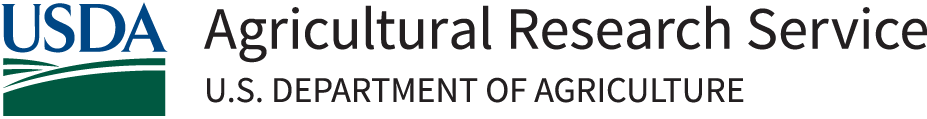 USDA
Agricultural Research Service
U.S. DEPARTMENT OF AGRICULTURE